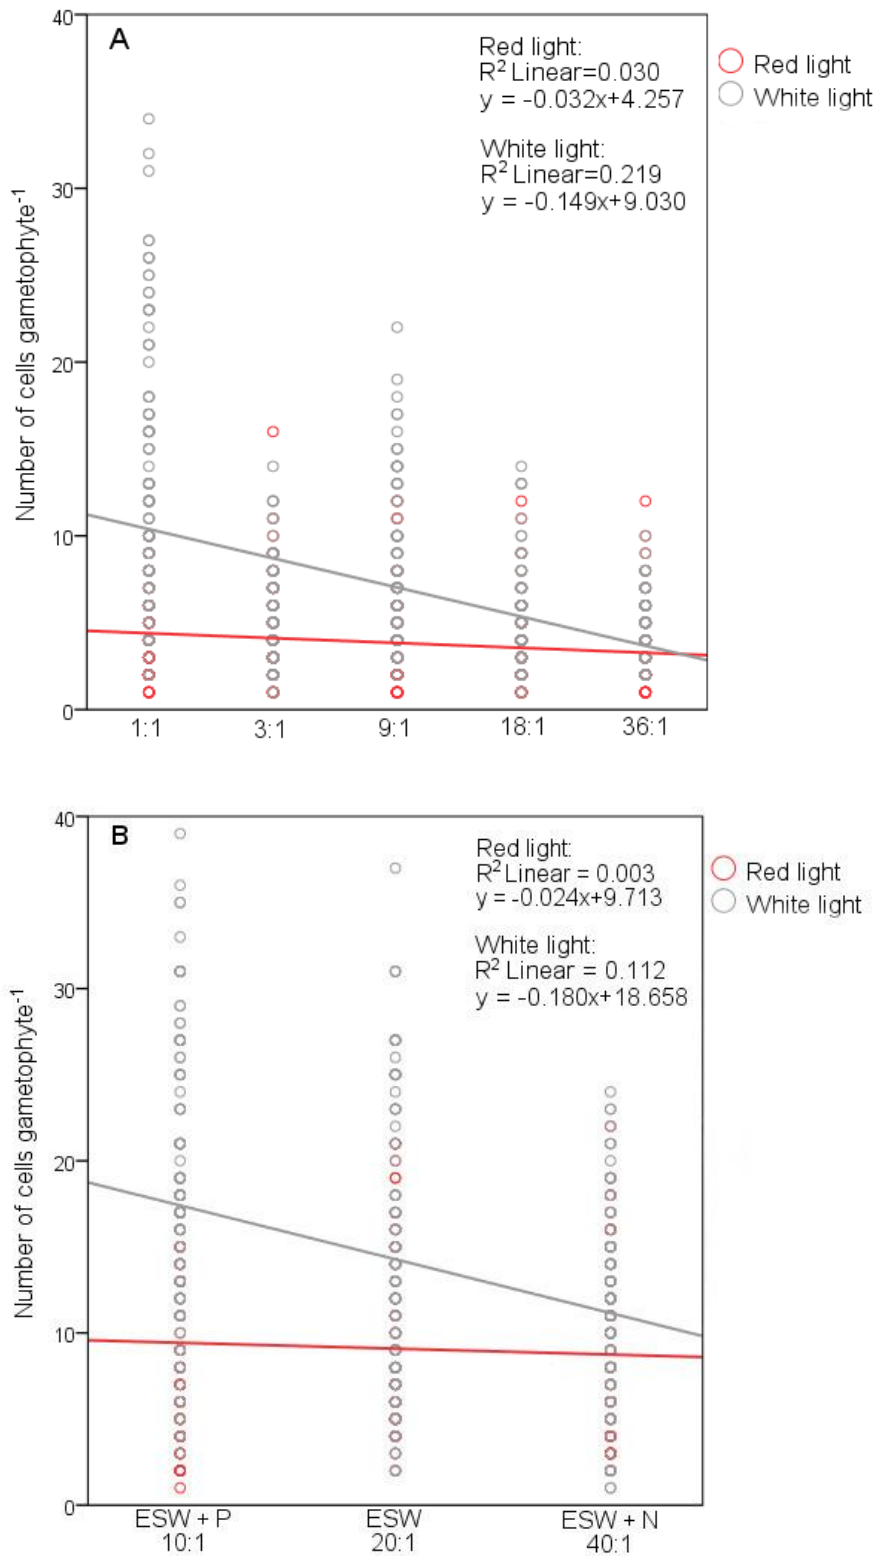 A
Red light:
R² Linear=0.030
y = -0.032x+4.257
White light:
R² Linear=0.219
y = -0.149x+9.030
Red light
White light
Number of cells gametophyte⁻¹
40
30
20
10
0
1:1 3:1 9:1 18:1 36:1
B
Red light:
R² Linear = 0.003
y = -0.024x+9.713
White light:
R² Linear = 0.112
y = -0.180x+18.658
Red light
White light
Number of cells gametophyte⁻¹
40
30
20
10
0
ESW + P ESW ESW + N
10:1 20:1 40:1